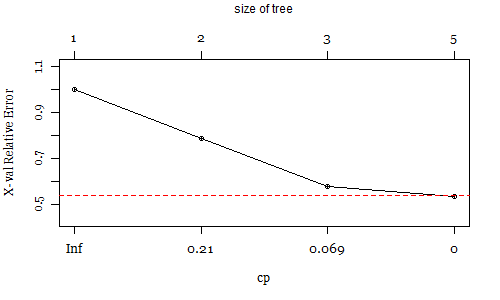 size of tree
1 2 3 5
X-val Relative Error
1.1
0.9
0.7
0.5
Inf 0.21 0.069 0
cp